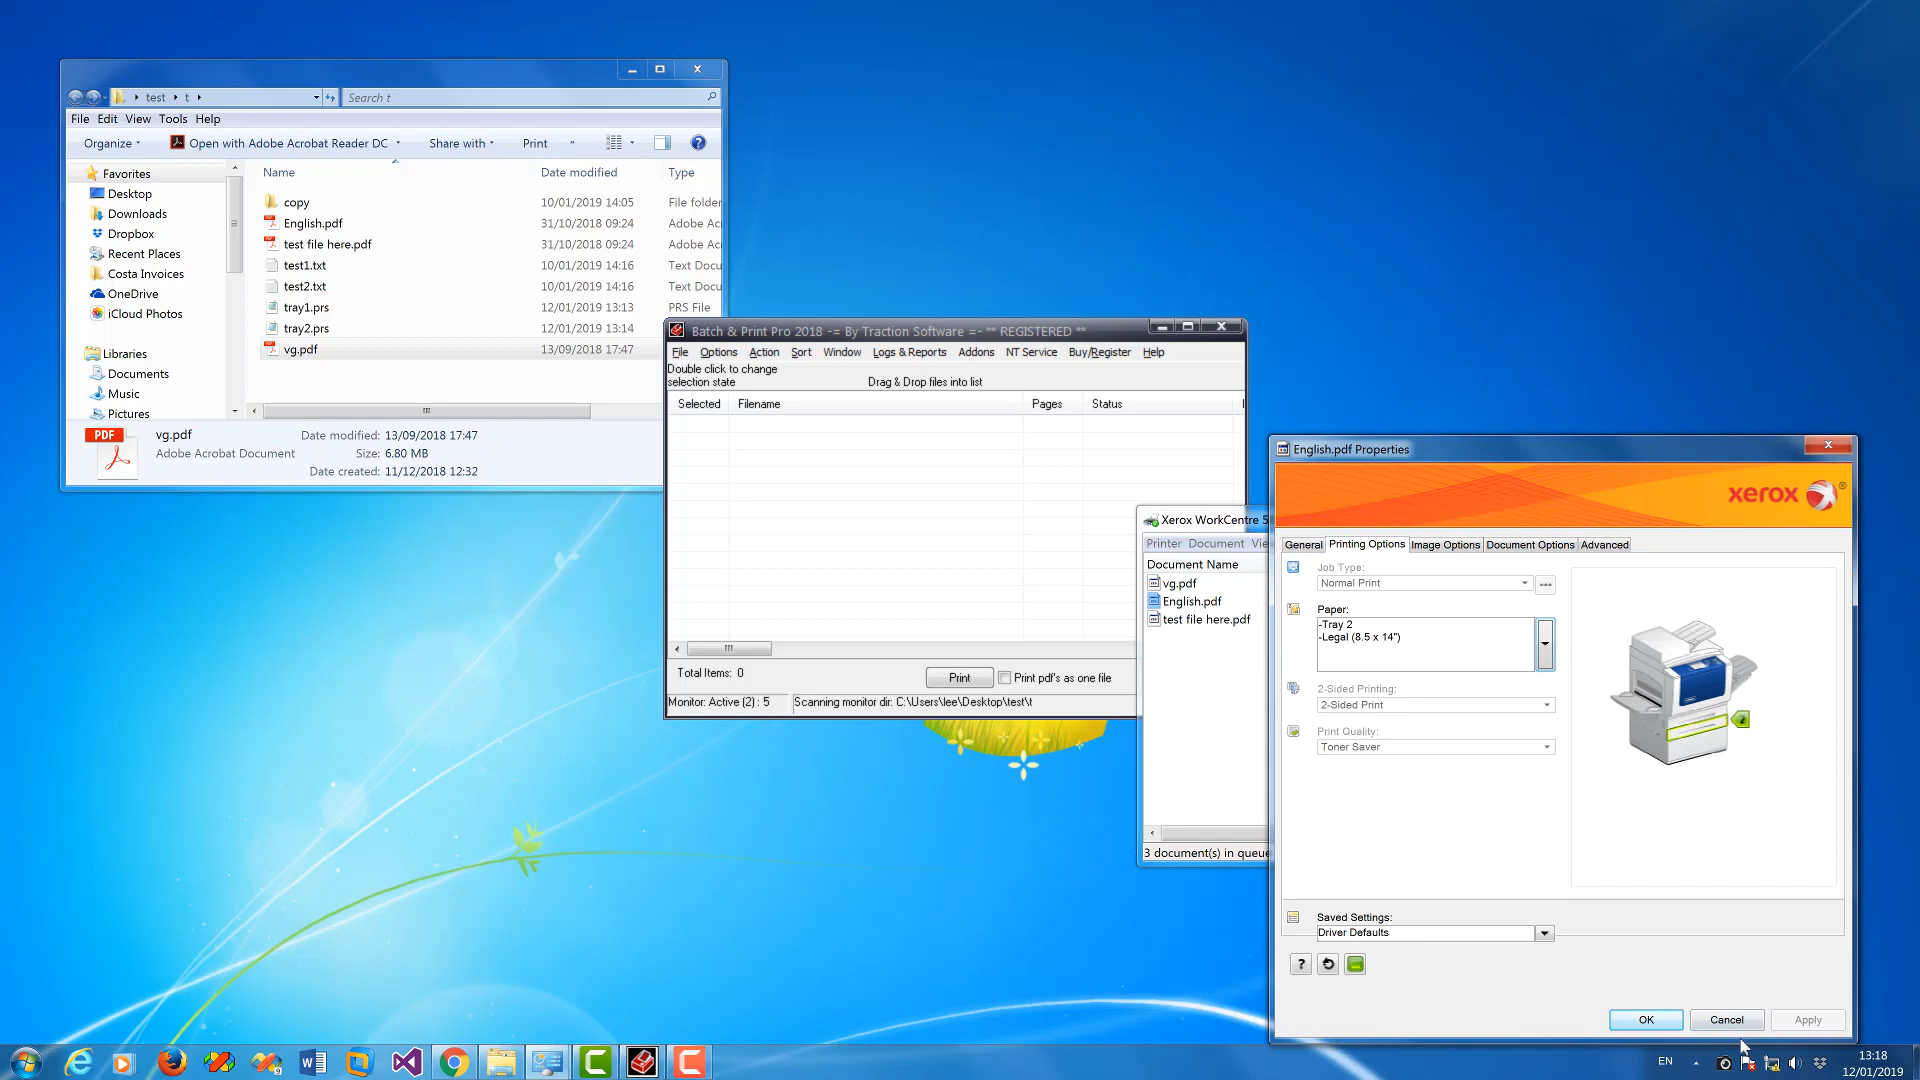 test t
Search t
File Edit View Tools Help
Organize Open with Adobe Acrobat Reader DC Share with Print »
Name Date modified Type
Favorites
Desktop
Downloads
Dropbox
Recent Places
Costa Invoices
OneDrive
iCloud Photos
Libraries
Documents
Music
Pictures
copy 10/01/2019 14:05 File folder
English.pdf 31/10/2018 09:24 Adobe Ac
test file here.pdf 31/10/2018 09:24 Adobe Ac
test1.txt 10/01/2019 14:16 Text Docu
test2.txt 10/01/2019 14:16 Text Docu
tray1.prs 12/01/2019 13:13 PRS File
tray2.prs 12/01/2019 13:14
vg.pdf 13/09/2018 17:47
PDF
vg.pdf Date modified: 13/09/2018 17:47
Adobe Acrobat Document Size: 6.80 MB
Date created: 11/12/2018 12:32
Batch & Print Pro 2018 -= By Traction Software =- ** REGISTERED **
File Options Action Sort Window Logs & Reports Addons NT Service Buy/Register Help
Double click to change
selection state Drag & Drop files into list
Selected Filename Pages Status
Total Items: 0 Print Print pdf's as one file
Monitor: Active (2) : 5 Scanning monitor dir: C:\Users\lee\Desktop\test\t
Xerox WorkCentre 5
Printer Document Vie
Document Name
vg.pdf
English.pdf
test file here.pdf
3 document(s) in queue
English.pdf Properties
xerox
General Printing Options Image Options Document Options Advanced
Job Type:
Normal Print
Paper:
-Tray 2
-Legal (8.5 x 14")
2-Sided Printing:
2-Sided Print
Print Quality:
Toner Saver
2
Saved Settings:
Driver Defaults
?
OK Cancel Apply
EN
13:18
12/01/2019